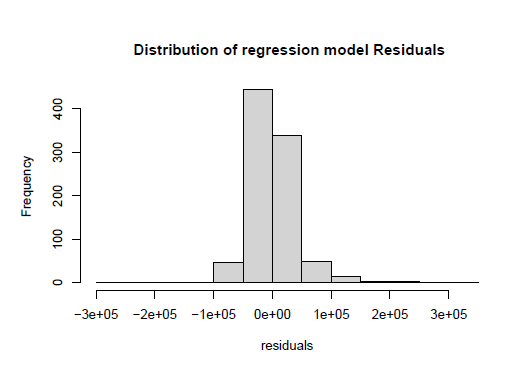 Distribution of regression model Residuals
Frequency
400
300
200
100
0
−3e+05 −2e+05 −1e+05 0e+00 1e+05 2e+05 3e+05
residuals